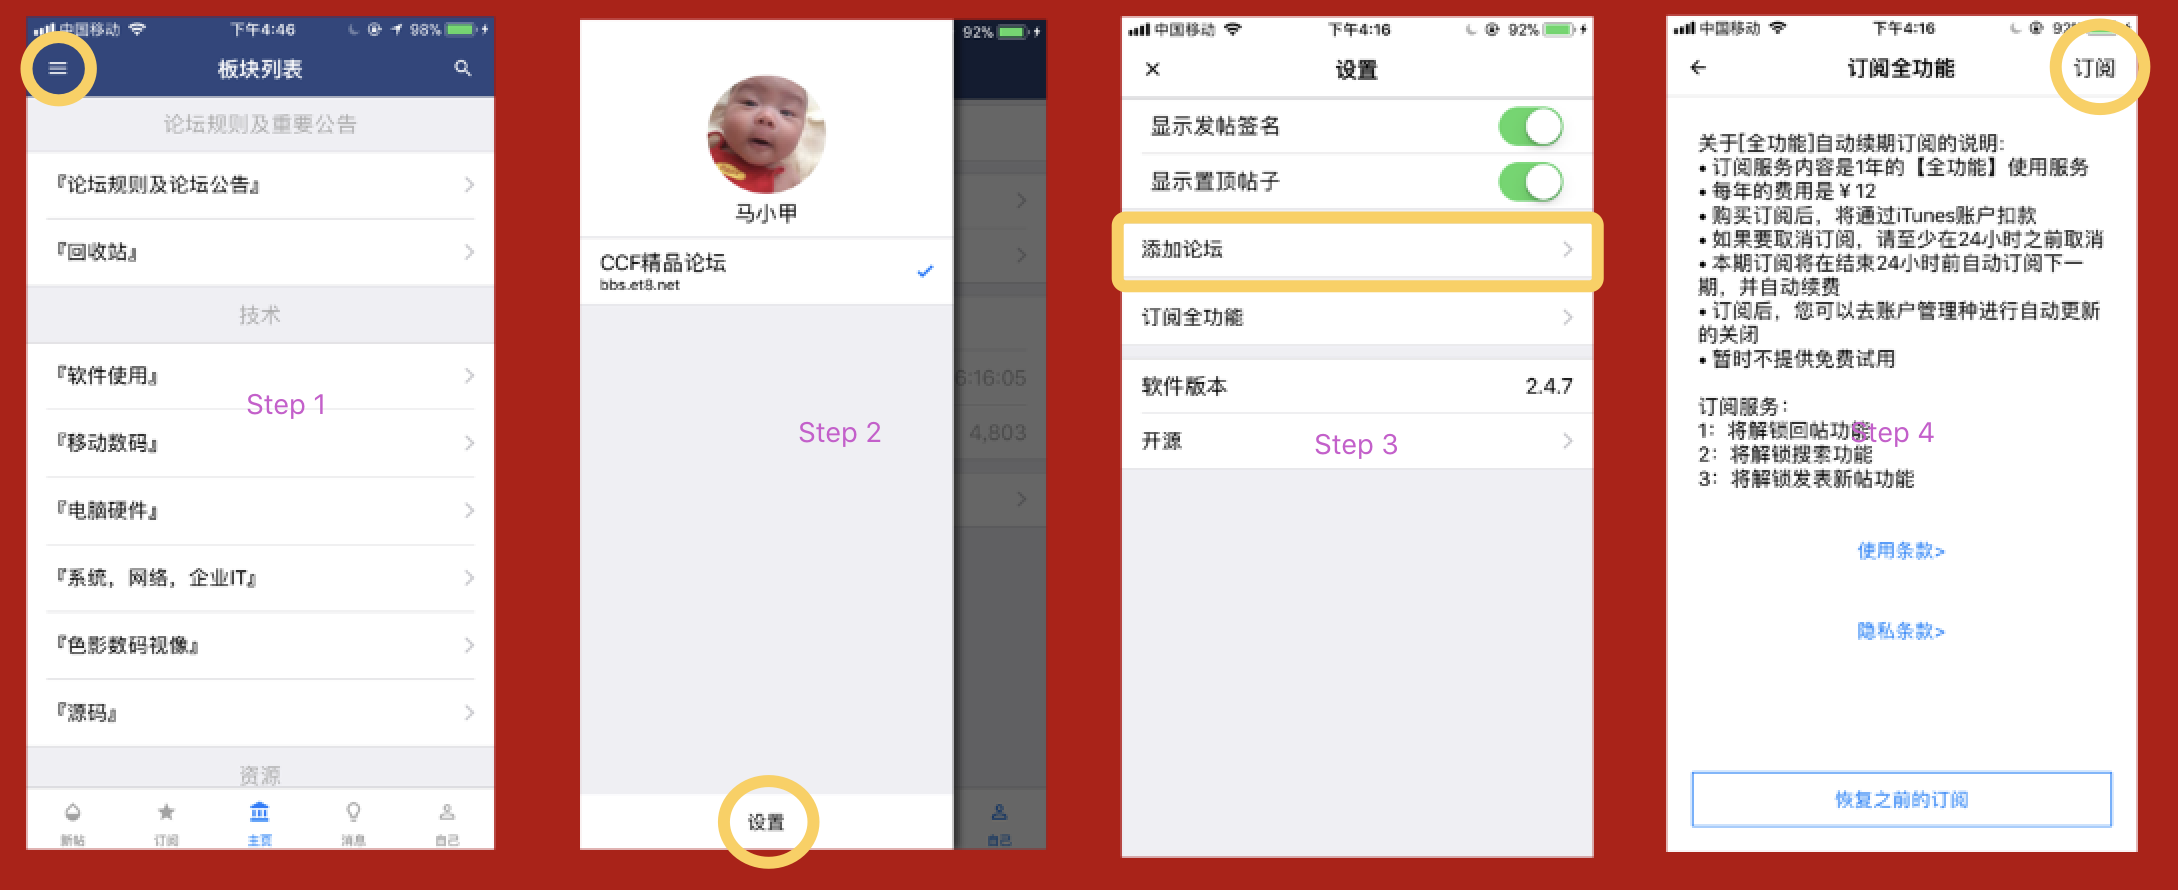 中国移动
下午4:46
98%
板块列表
论坛规则及重要公告
『论坛规则及论坛公告』
『回收站』
技术
『软件使用』
Step 1
『移动数码』
『电脑硬件』
『系统，网络，企业IT』
『色影数码视像』
『源码』
资源
新帖
订阅
主页
消息
自己
92%
马小甲
CCF精品论坛
bbs.et8.net
6:16:05
Step 2
4,803
设置
自己
中国移动
下午4:16
92%
设置
显示发帖签名
显示置顶帖子
添加论坛
订阅全功能
软件版本
2.4.7
开源
Step 3
中国移动
下午4:16
92
订阅全功能
订阅
关于[全功能]自动续期订阅的说明:
• 订阅服务内容是1年的【全功能】使用服务
• 每年的费用是￥12
• 购买订阅后，将通过iTunes账户扣款
• 如果要取消订阅，请至少在24小时之前取消
• 本期订阅将在结束24小时前自动订阅下一
期，并自动续费
• 订阅后，您可以去账户管理种进行自动更新
的关闭
• 暂时不提供免费试用
订阅服务：
1：将解锁回帖功能
Step 4
2：将解锁搜索功能
3：将解锁发表新帖功能
使用条款>
隐私条款>
恢复之前的订阅